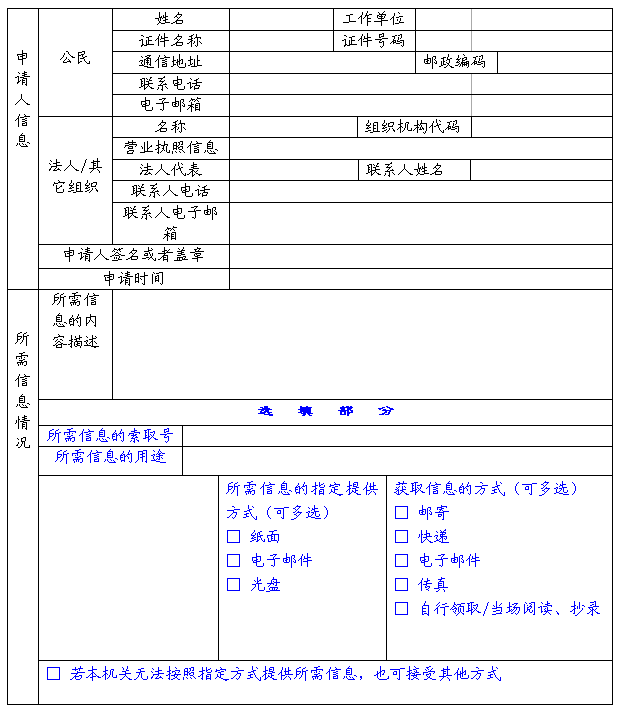 申请人信息
公民
姓名
工作单位
证件名称
证件号码
通信地址
邮政编码
联系电话
电子邮箱
法人/其
它组织
名称
组织机构代码
营业执照信息
法人代表
联系人姓名
联系人电话
联系人电子邮
箱
申请人签名或者盖章
申请时间
所需信息情况
所需信
息的内
容描述
选 填 部 分
所需信息的索取号
所需信息的用途
所需信息的指定提供
方式（可多选）
□ 纸面
□ 电子邮件
□ 光盘
获取信息的方式（可多选）
□ 邮寄
□ 快递
□ 电子邮件
□ 传真
□ 自行领取/当场阅读、抄录
□ 若本机关无法按照指定方式提供所需信息，也可接受其他方式